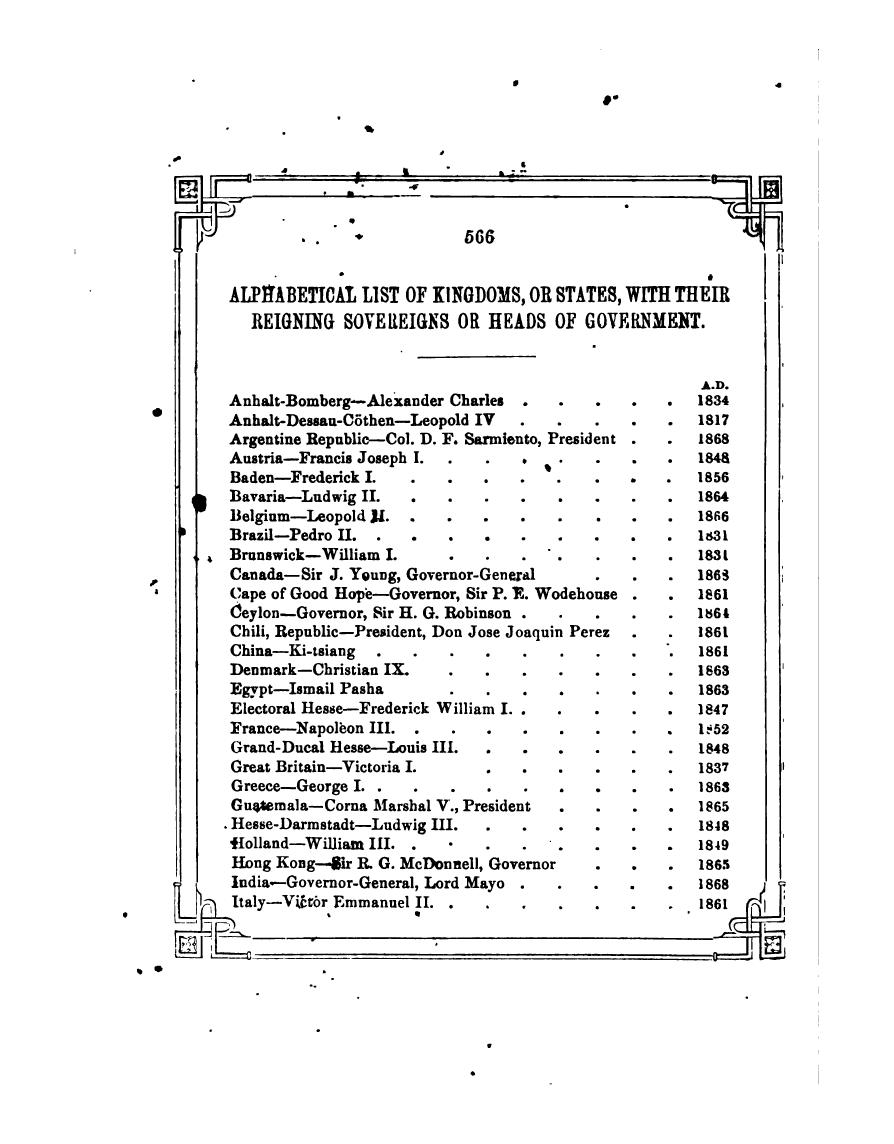 566
ALPHABETICAL LIST OF KINGDOMS, OR STATES, WITH THEIR
REIGNING SOVEREIGNS OR HEADS OF GOVERNMENT.
A.D.
Anhalt-Bomberg—Alexander Charles . . . . . 1834
Anhalt-Dessau-Cöthen—Leopold IV . . . . . 1817
Argentine Republic—Col. D. F. Sarmiento, President . . 1868
Austria—Francis Joseph I. . . . . . . . 1848
Baden—Frederick I. . . . . . . . . 1856
Bavaria—Ludwig II. . . . . . . . . 1864
Belgium—Leopold II. . . . . . . . . 1866
Brazil—Pedro II. . . . . . . . . . 1831
Brunswick—William I. . . . . . . . 1831
Canada—Sir J. Young, Governor-General . . . 1868
Cape of Good Hope—Governor, Sir P. E. Wodehouse . . 1861
Ceylon—Governor, Sir H. G. Robinson . . . . . 1864
Chili, Republic—President, Don Jose Joaquin Perez . . 1861
China—Ki-tsiang . . . . . . . . . 1861
Denmark—Christian IX. . . . . . . . 1863
Egypt—Ismail Pasha . . . . . . . 1863
Electoral Hesse—Frederick William I. . . . . . 1847
France—Napoleon III. . . . . . . . . 1852
Grand-Ducal Hesse—Louis III. . . . . . . 1848
Great Britain—Victoria I. . . . . . . 1837
Greece—George I. . . . . . . . . . 1863
Guatemala—Corna Marshal V., President . . . . 1865
Hesse-Darmstadt—Ludwig III. . . . . . . 1848
Holland—William III. . . . . . . . . 1849
Hong Kong—Sir R. G. McDonnell, Governor . . . 1865
India—Governor-General, Lord Mayo . . . . . 1868
Italy—Victor Emmanuel II. . . . . . . . 1861